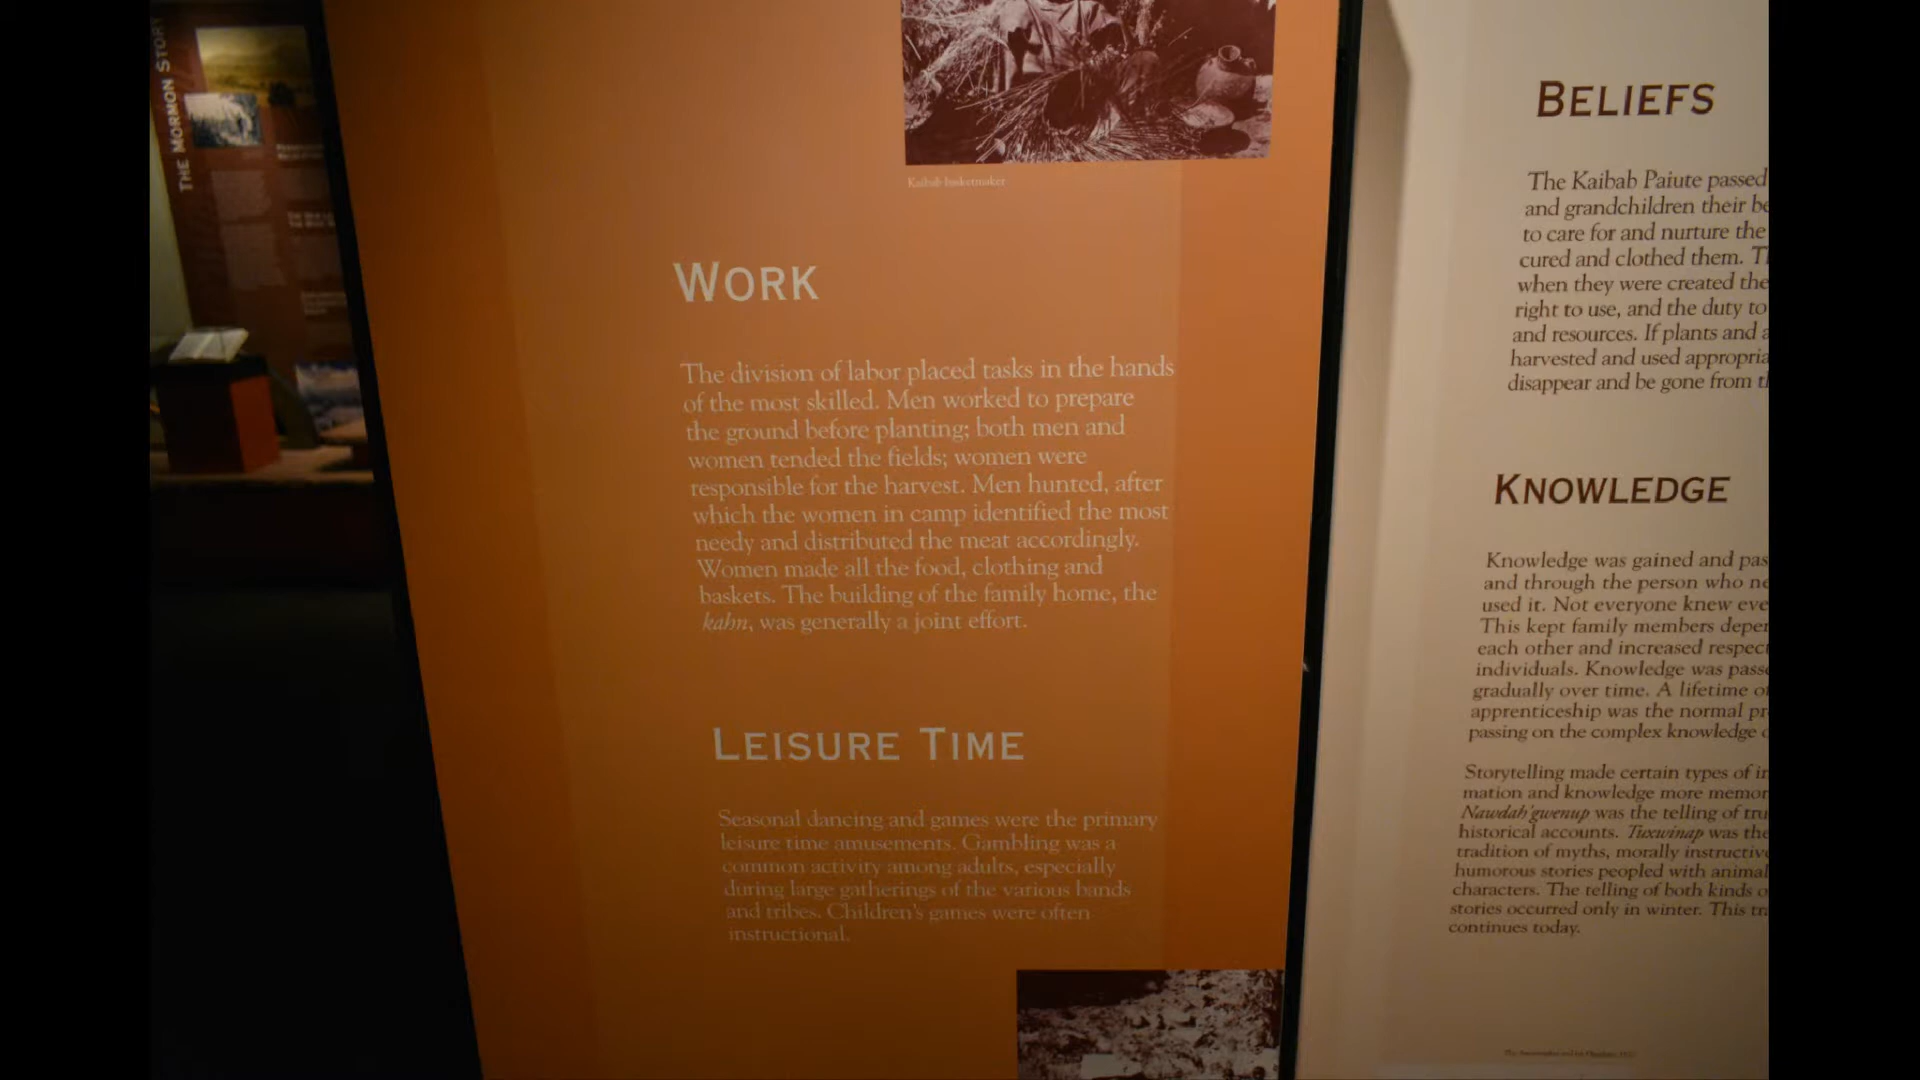 THE MORMON STORY
Kaibab basketmaker
WORK
The division of labor placed tasks in the hands
of the most skilled. Men worked to prepare
the ground before planting; both men and
women tended the fields; women were
responsible for the harvest. Men hunted, after
which the women in camp identified the most
needy and distributed the meat accordingly.
Women made all the food, clothing and
baskets. The building of the family home, the
kahn, was generally a joint effort.
LEISURE TIME
Seasonal dancing and games were the primary
leisure time amusements. Gambling was a
common activity among adults, especially
during large gatherings of the various bands
and tribes. Children's games were often
instructional.
BELIEFS
The Kaibab Paiute passed
and grandchildren their
to care for and nurture the
cured and clothed them.
when they were created the
right to use, and the duty to
and resources. If plants and
harvested and used
disappear and be gone from
KNOWLEDGE
Knowledge was gained and
and through the person who
used it. Not everyone knew
This kept family members
each other and increased
individuals. Knowledge was
gradually over time. A lifetime
apprenticeship was the normal
passing on the complex knowledge
Storytelling made certain types of
mation and knowledge more
Nawdah'gwenup was the telling of
historical accounts. Tuxwinap was the
tradition of myths, morally
humorous stories peopled with animal
characters. The telling of both kinds
stories occurred only in winter. This
continues today.